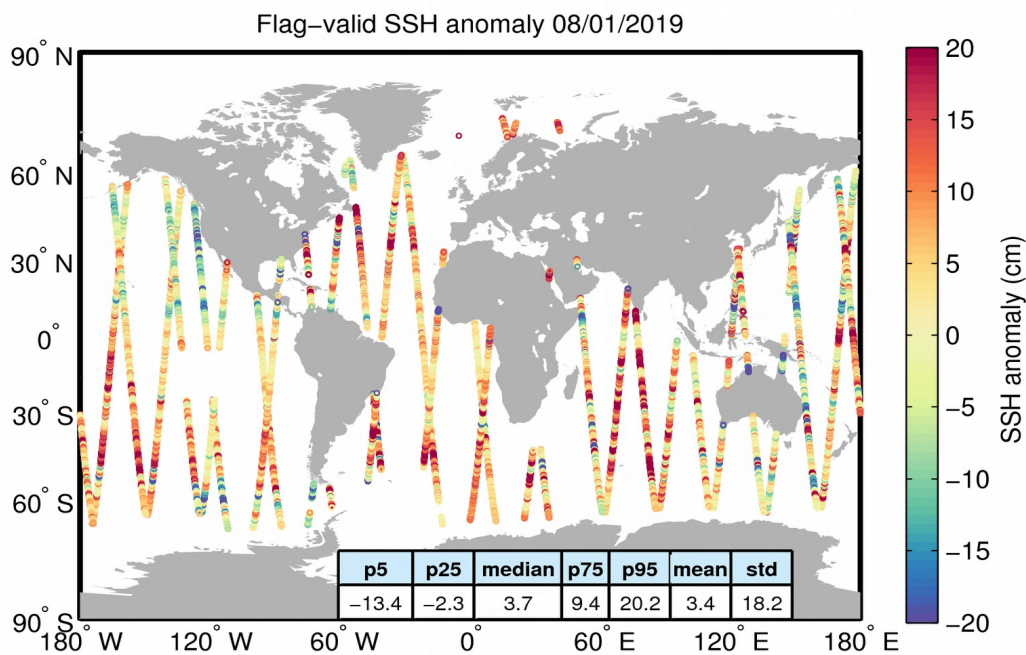 Flag−valid SSH anomaly 08/01/2019
90° N
60° N
30° N
0°
30° S
60° S
90° S
180° W 120° W 60° W 0° 60° E 120° E 180° E
p5 p25 median p75 p95 mean std
−13.4 −2.3 3.7 9.4 20.2 3.4 18.2
20
15
10
5
0
−5
−10
−15
−20
SSH anomaly (cm)